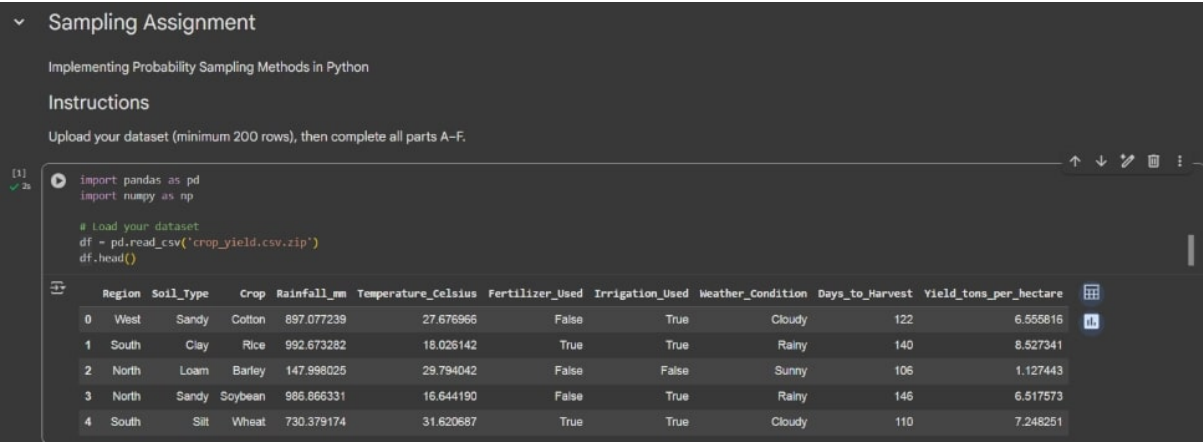 Sampling Assignment
Implementing Probability Sampling Methods in Python
Instructions
Upload your dataset (minimum 200 rows), then complete all parts A–F.
[1]
2s
import pandas as pd
import numpy as np
# Load your dataset
df = pd.read_csv('crop_yield.csv.zip')
df.head()
Region Soil_Type Crop Rainfall_mm Temperature_Celsius Fertilizer_Used Irrigation_Used Weather_Condition Days_to_Harvest Yield_tons_per_hectare
0 West Sandy Cotton 897.077239 27.676966 False True Cloudy 122 6.555816
1 South Clay Rice 992.673282 18.026142 True True Rainy 140 8.527341
2 North Loam Barley 147.998025 29.794042 False False Sunny 106 1.127443
3 North Sandy Soybean 986.866331 16.644190 False True Rainy 146 6.517573
4 South Silt Wheat 730.379174 31.620687 True True Cloudy 110 7.248251